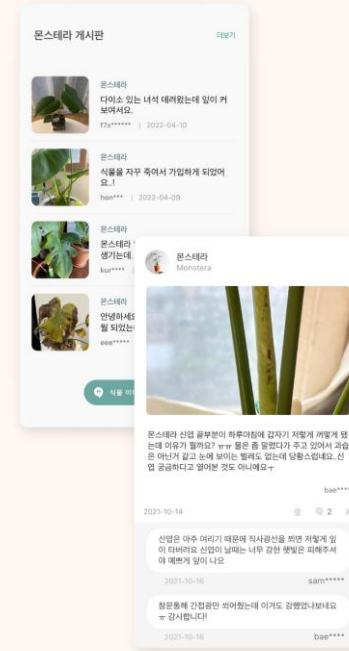 몬스테라 게시판
더보기
몬스테라
다이소 있는 녀석 데려왔는데 잎이 커
보여서요.
f7s****** | 2022-04-10
몬스테라
식물을 자꾸 죽여서 가입하게 되었어
요..!
hon*** | 2022-04-09
몬스테라
몬스테라
생기는데
kur****
몬스테라
안녕하세요
월 되었는
eee*****
식물 이
몬스테라
Monstera
몬스테라 신엽 끝부분이 하루아침에 갑자기 저렇게 꺼멓게 됐
는데 이유가 뭘까요? ㅠㅠ 물은 좀 말렸다가 주고 있어서 과습
은 아닌거 같고 눈에 보이는 벌레도 없는데 당황스럽네요..신
엽 궁금하다고 열어본 것도 아니에요ㅜ
bae****
2021-10-14
2
신엽은 아주 여리기 때문에 직사광선을 쬐면 저렇게 잎
이 타버려요 신엽이 날때는 너무 강한 햇빛은 피해주셔
야 예쁘게 잎이 나요
2021-10-16
sam*****
창문통해 간접광만 쐬어줬는데 이거도 강했었나보네요
ㅠ 감사합니다!
2021-10-16
bae****